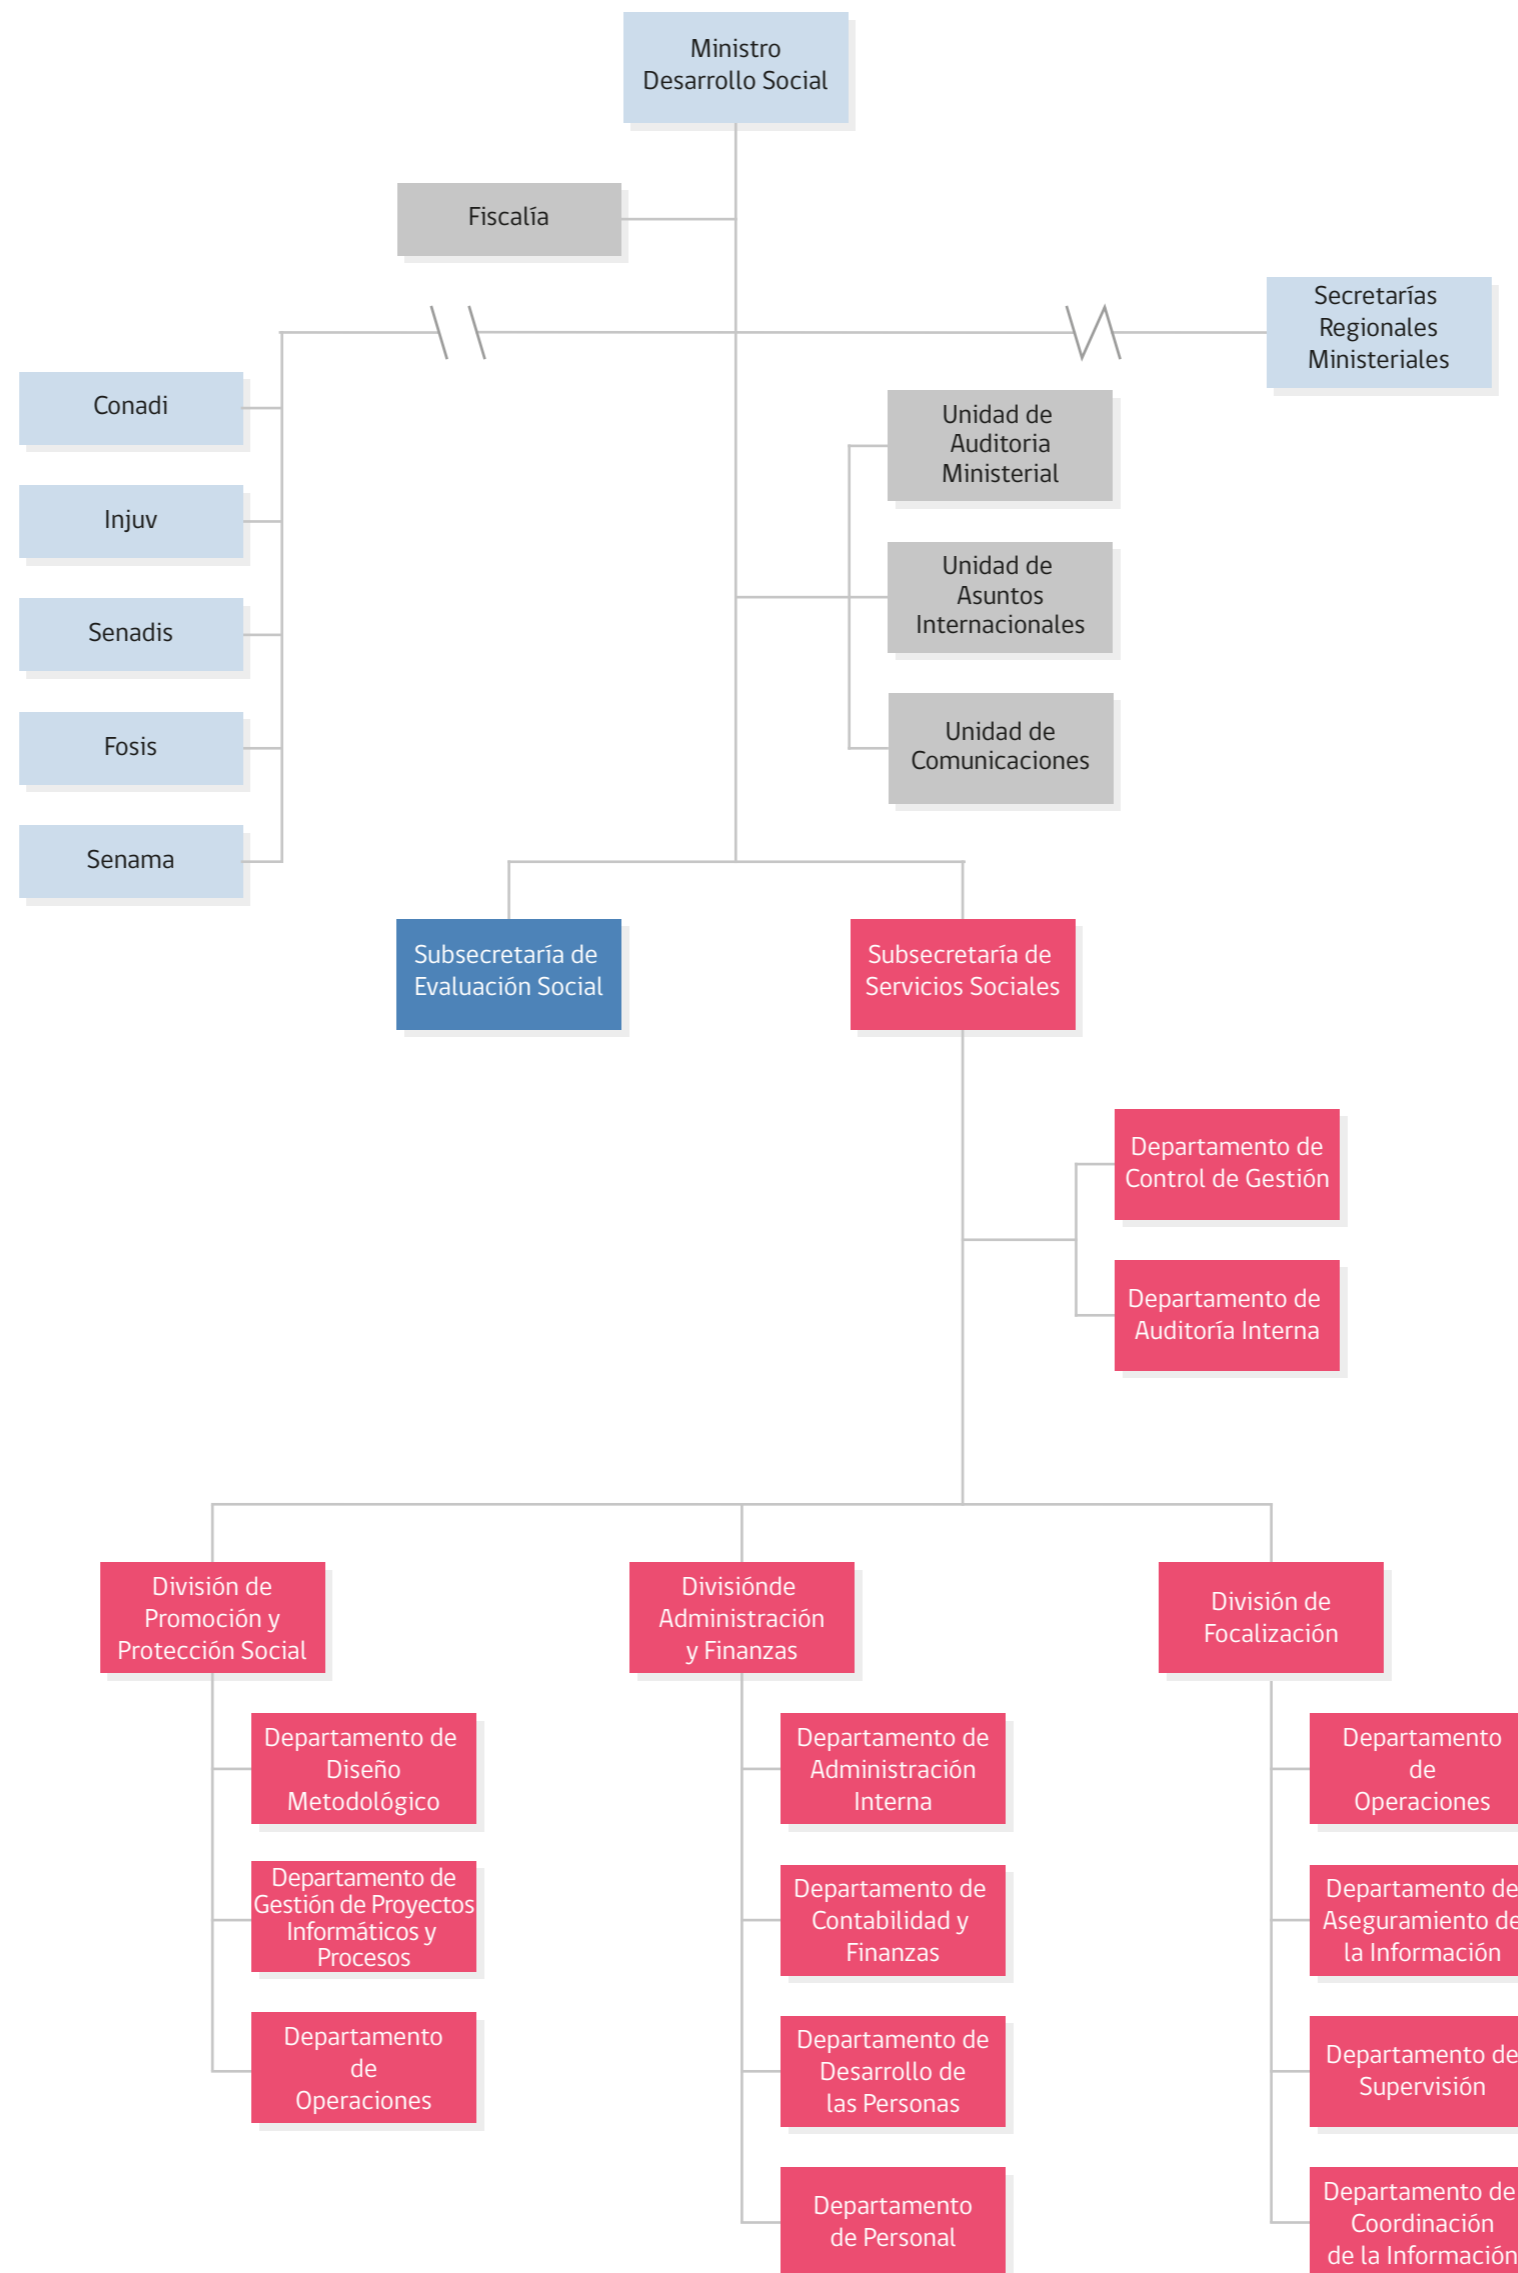 Ministro
Desarrollo Social
Fiscalía
Secretarías
Regionales
Ministeriales
Conadi
Injuv
Senadis
Fosis
Senama
Unidad de
Auditoria
Ministerial
Unidad de
Asuntos
Internacionales
Unidad de
Comunicaciones
Subsecretaría de
Evaluación Social
Subsecretaría de
Servicios Sociales
Departamento de
Control de Gestión
Departamento de
Auditoría Interna
División de
Promoción y
Protección Social
Departamento de
Diseño
Metodológico
Departamento de
Gestión de Proyectos
Informáticos y
Procesos
Departamento
de
Operaciones
Divisiónde
Administración
y Finanzas
Departamento de
Administración
Interna
Departamento de
Contabilidad y
Finanzas
Departamento de
Desarrollo de
las Personas
Departamento
de Personal
División de
Focalización
Departamento
de
Operaciones
Departamento de
Aseguramiento de
la Información
Departamento de
Supervisión
Departamento de
Coordinación
de la Información